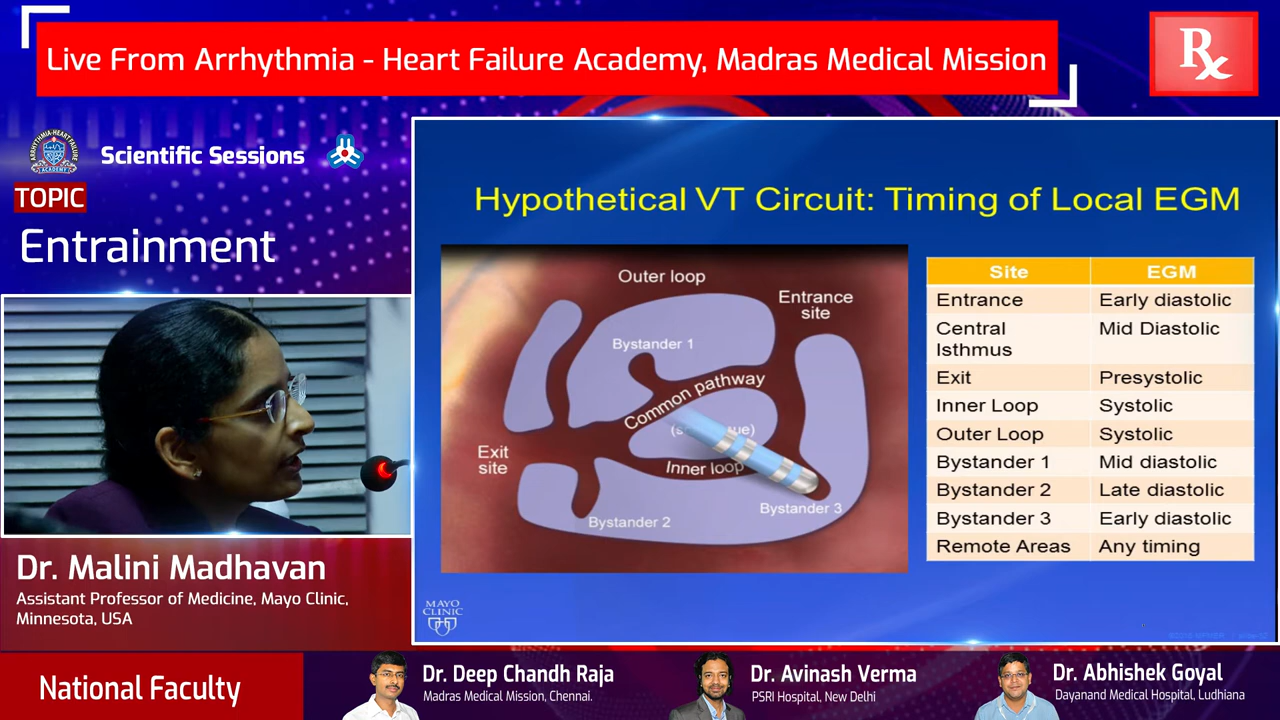 Live From Arrhythmia - Heart Failure Academy, Madras Medical Mission
Rx
Scientific Sessions
TOPIC
Entrainment
Dr. Malini Madhavan
Assistant Professor of Medicine, Mayo Clinic,
Minnesota, USA
Hypothetical VT Circuit: Timing of Local EGM
Outer loop
Entrance
site
Bystander 1
Common pathway
Exit
site
Inner loop
Bystander 3
Bystander 2
Site EGM
Entrance Early diastolic
Central Mid Diastolic
Isthmus
Exit Presystolic
Inner Loop Systolic
Outer Loop Systolic
Bystander 1 Mid diastolic
Bystander 2 Late diastolic
Bystander 3 Early diastolic
Remote Areas Any timing
MAYO
CLINIC
National Faculty
Dr. Deep Chandh Raja
Madras Medical Mission, Chennai.
Dr. Avinash Verma
PSRI Hospital, New Delhi
Dr. Abhishek Goyal
Dayanand Medical Hospital, Ludhiana